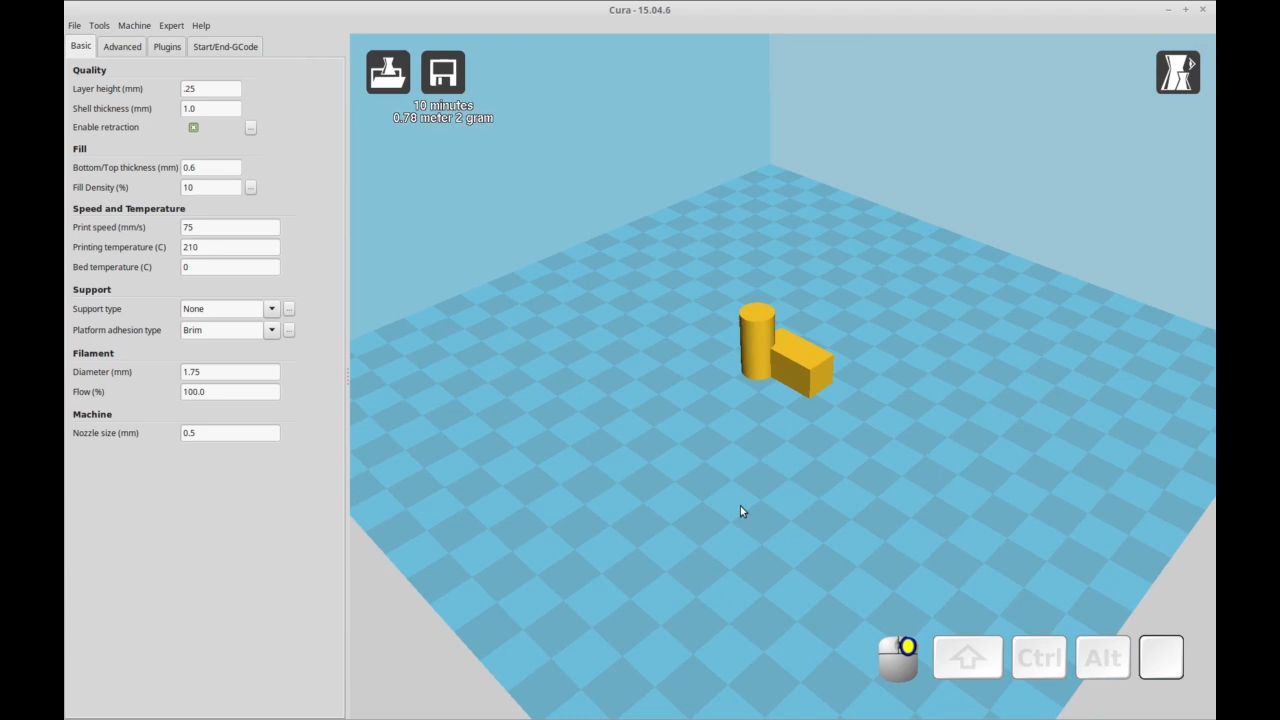 Cura - 15.04.6
File Tools Machine Expert Help
Basic Advanced Plugins Start/End-GCode
Quality
Layer height (mm) .25
Shell thickness (mm) 1.0
Enable retraction ...
Fill
Bottom/Top thickness (mm) 0.6
Fill Density (%) 10 ...
Speed and Temperature
Print speed (mm/s) 75
Printing temperature (C) 210
Bed temperature (C) 0
Support
Support type None ...
Platform adhesion type Brim ...
Filament
Diameter (mm) 1.75
Flow (%) 100.0
Machine
Nozzle size (mm) 0.5
10 minutes
0.78 meter 2 gram
Ctrl Alt